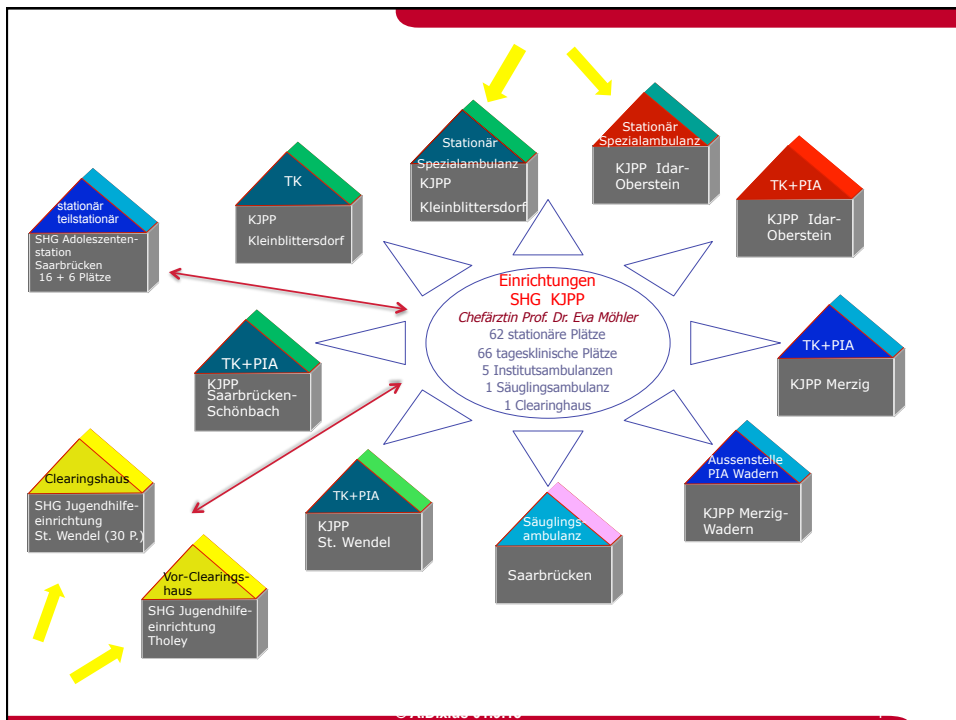 Stationär
Spezialambulanz
KJPP
Kleinblittersdorf
Stationär
Spezialambulanz
KJPP Idar-
Oberstein
TK
KJPP
Kleinblittersdorf
TK+PIA
KJPP Idar-
Oberstein
stationär
teilstationär
SHG Adoleszenten-
station
Saarbrücken
16 + 6 Plätze
Einrichtungen
SHG KJPP
Chefärztin Prof. Dr. Eva Möhler
62 stationäre Plätze
66 tagesklinische Plätze
5 Institutsambulanzen
1 Säuglingsambulanz
1 Clearinghaus
TK+PIA
KJPP
Saarbrücken-
Schönbach
TK+PIA
KJPP Merzig
Clearingshaus
SHG Jugendhilfe-
einrichtung
St. Wendel (30 P.)
TK+PIA
KJPP
St. Wendel
Säuglings-
ambulanz
Saarbrücken
Aussenstelle
PIA Wadern
KJPP Merzig-
Wadern
Vor-Clearings-
haus
SHG Jugendhilfe-
einrichtung
Tholey